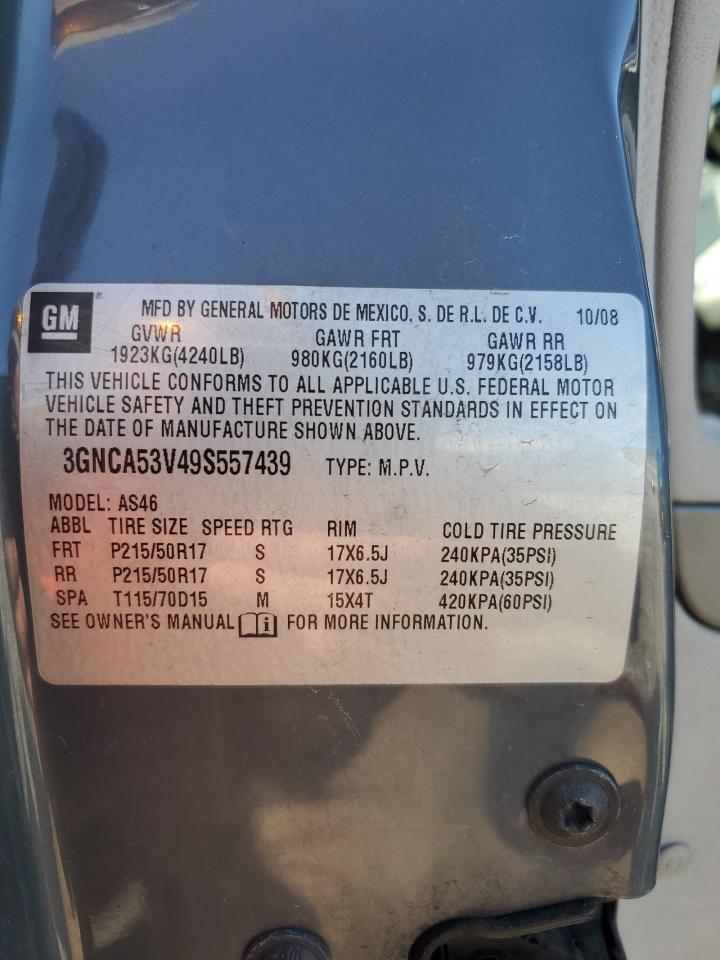 GM ® MFD BY GENERAL MOTORS DE MEXICO, S. DE R.L. DE C.V. 10/08
GVWR GAWR FRT GAWR RR
1923KG(4240LB) 980KG(2160LB) 979KG(2158LB)
THIS VEHICLE CONFORMS TO ALL APPLICABLE U.S. FEDERAL MOTOR
VEHICLE SAFETY AND THEFT PREVENTION STANDARDS IN EFFECT ON
THE DATE OF MANUFACTURE SHOWN ABOVE.
3GNCA53V49S557439 TYPE: M.P.V.
MODEL: AS46
ABBL TIRE SIZE SPEED RTG RIM COLD TIRE PRESSURE
FRT P215/50R17 S 17X6.5J 240KPA(35PSI)
RR P215/50R17 S 17X6.5J 240KPA(35PSI)
SPA T115/70D15 M 15X4T 420KPA(60PSI)
SEE OWNER'S MANUAL FOR MORE INFORMATION.